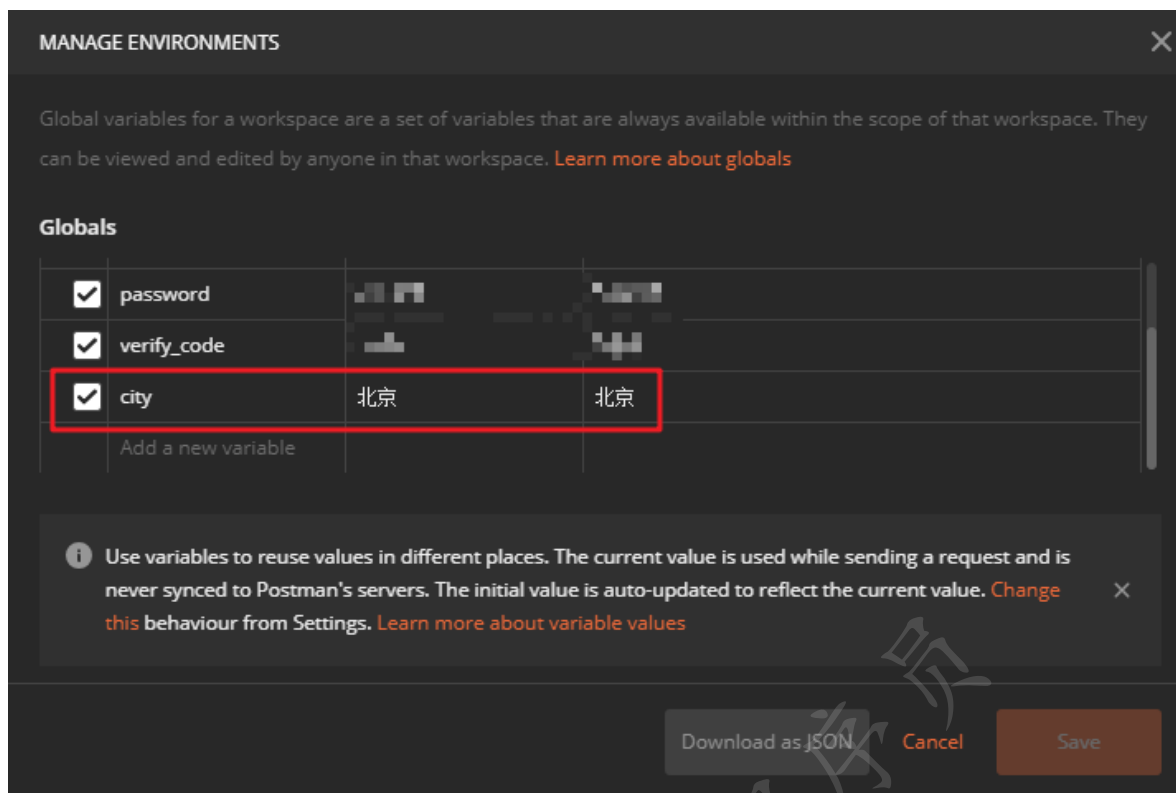 MANAGE ENVIRONMENTS
Global variables for a workspace are a set of variables that are always available within the scope of that workspace. They
can be viewed and edited by anyone in that workspace. Learn more about globals
Globals
password
verify_code
city 北京 北京
Add a new variable
Use variables to reuse values in different places. The current value is used while sending a request and is
never synced to Postman's servers. The initial value is auto-updated to reflect the current value. Change
this behaviour from Settings. Learn more about variable values
Download as JSON Cancel Save
序员